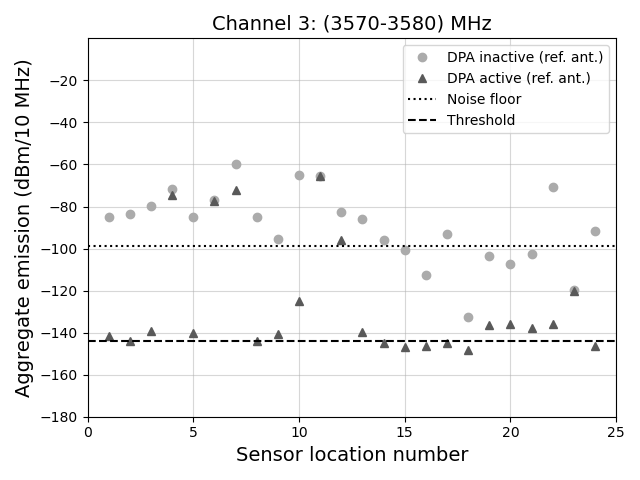 Channel 3: (3570-3580) MHz
DPA inactive (ref. ant.)
DPA active (ref. ant.)
Noise floor
Threshold
Aggregate emission (dBm/10 MHz)
−20
−40
−60
−80
−100
−120
−140
−160
−180
0 5 10 15 20 25
Sensor location number